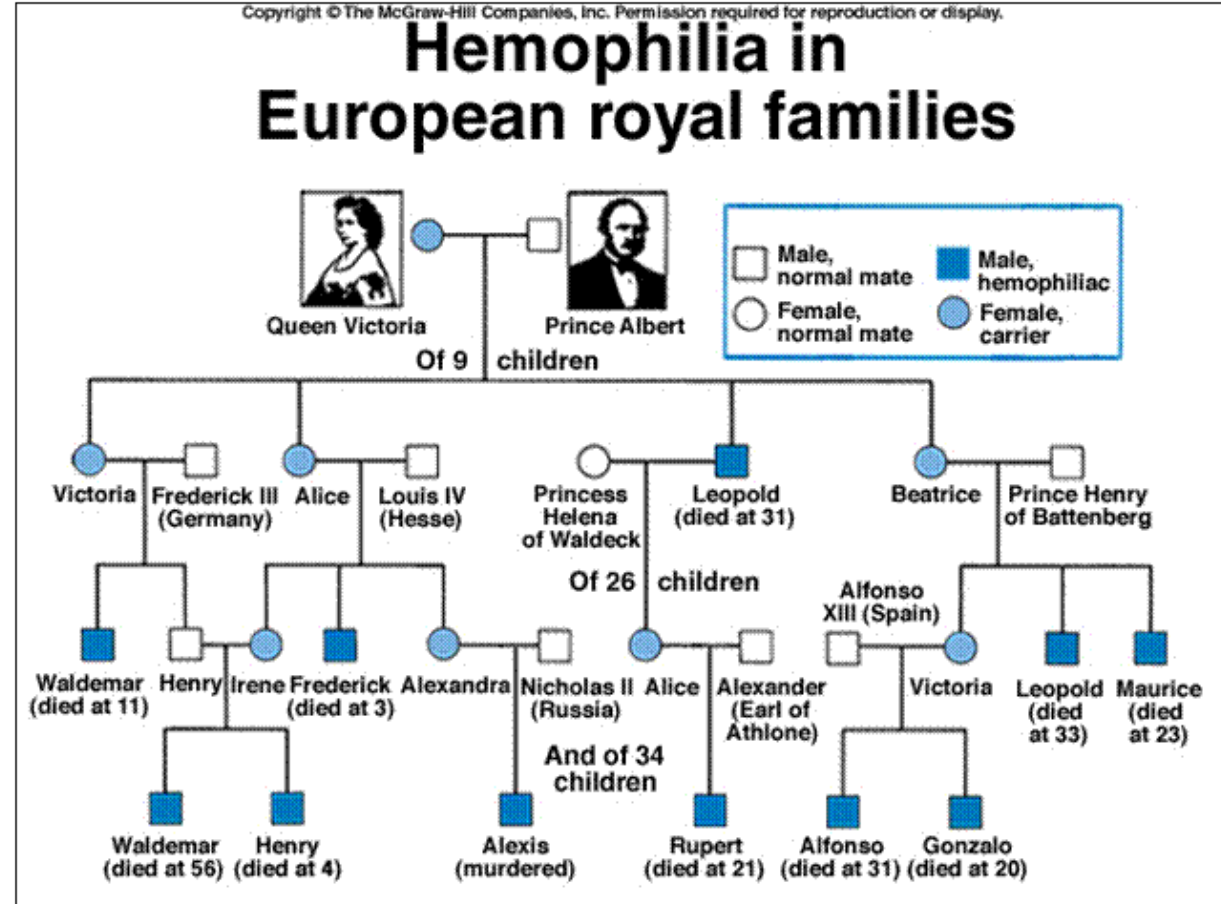 Copyright © The McGraw-Hill Companies, Inc. Permission required for reproduction or display.
Hemophilia in
European royal families
Queen Victoria
Prince Albert
Male,
normal mate
Male,
hemophiliac
Female,
normal mate
Female,
carrier
Of 9 children
Victoria
Frederick III
(Germany)
Alice
Louis IV
(Hesse)
Princess
Helena
of Waldeck
Leopold
(died at 31)
Beatrice
Prince Henry
of Battenberg
Of 26 children
Alfonso
XIII (Spain)
Waldemar
(died at 11)
Henry
Irene
Frederick
(died at 3)
Alexandra
Nicholas II
(Russia)
Alice
Alexander
(Earl of
Athlone)
Victoria
Leopold
(died
at 33)
Maurice
(died
at 23)
And of 34
children
Waldemar
(died at 56)
Henry
(died at 4)
Alexis
(murdered)
Rupert
(died at 21)
Alfonso
(died at 31)
Gonzalo
(died at 20)